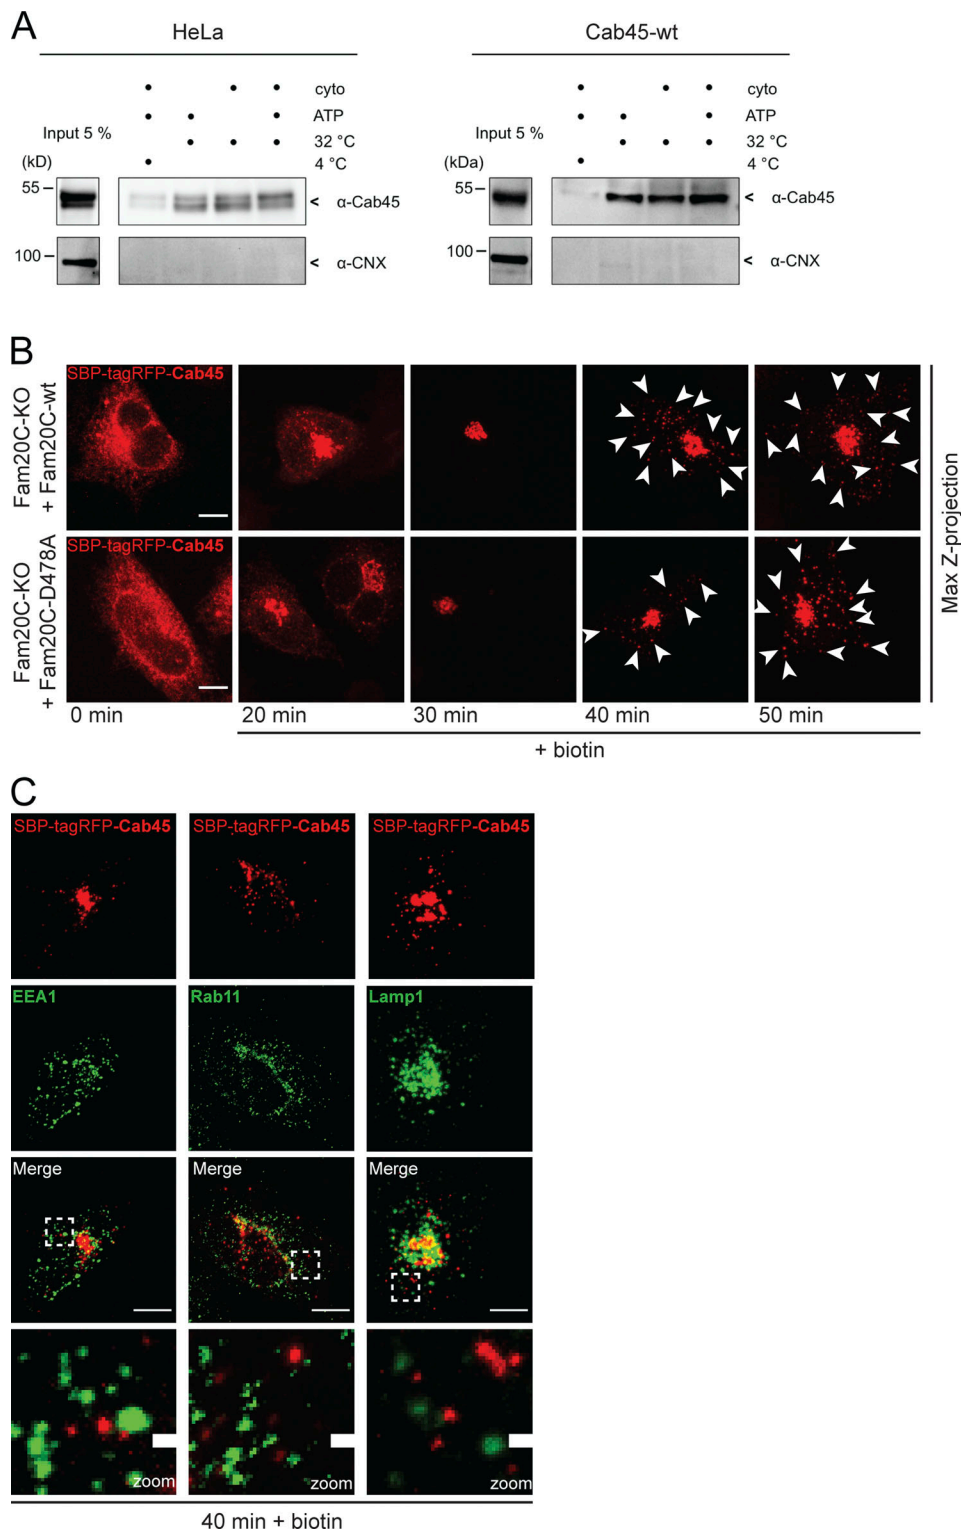 A
HeLa
Cab45-wt
cyto
ATP
32 °C
4 °C
Input 5 %
(kD)
55
α-Cab45
100
α-CNX
cyto
ATP
32 °C
4 °C
Input 5 %
(kDa)
55
α-Cab45
100
α-CNX
B
Fam20C-KO
+ Fam20C-wt
SBP-tagRFP-Cab45
Fam20C-KO
+ Fam20C-D478A
SBP-tagRFP-Cab45
Max Z-projection
0 min
20 min
30 min
40 min
50 min
+ biotin
C
SBP-tagRFP-Cab45
SBP-tagRFP-Cab45
SBP-tagRFP-Cab45
EEA1
Rab11
Lamp1
Merge
Merge
Merge
zoom
zoom
zoom
40 min + biotin